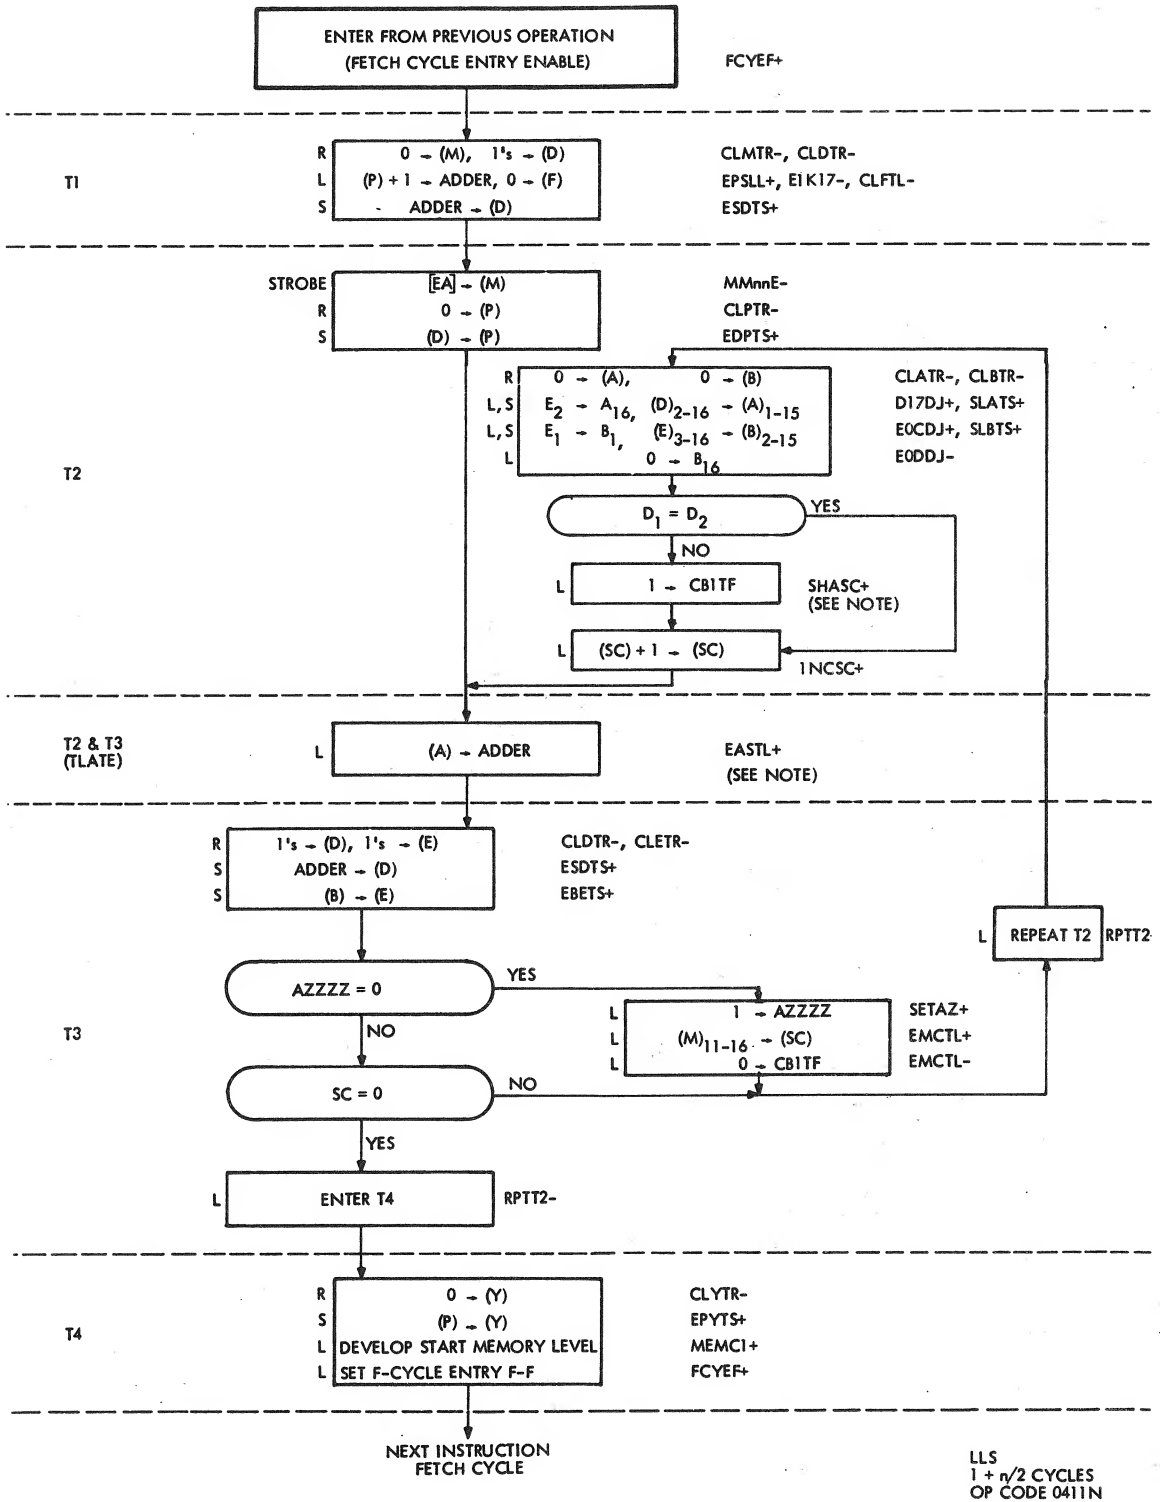 ENTER FROM PREVIOUS OPERATION
(FETCH CYCLE ENTRY ENABLE)
FCYEF+
T1
R 0 → (M), 1's → (D) CLMTR-, CLDTR-
L (P) + 1 → ADDER, 0 → (F) EPSLL+, E1K17-, CLFTL-
S ADDER → (D) ESDTS+
T2
STROBE [EA] → (M) MMnnE-
R 0 → (P) CLPTR-
S (D) → (P) EDPTS+
R 0 → (A), 0 → (B) CLATR-, CLBTR-
L, S E2 → A16, (D)2-16 → (A)1-15 D17DJ+, SLATS+
L, S E1 → B1, (E)3-16 → (B)2-15 E0CDJ+, SLBTS+
L 0 → B16 E0DDJ-
D1 = D2
YES
NO
L 1 → CB1TF SHASC+
(SEE NOTE)
L (SC) + 1 → (SC)
1NCSC+
T2 & T3
(TLATE)
L (A) → ADDER EASTL+
(SEE NOTE)
T3
R 1's → (D), 1's → (E) CLDTR-, CLETR-
S ADDER → (D) ESDTS+
S (B) → (E) EBETS+
L REPEAT T2 RPTT2-
AZZZZ = 0
YES
NO
L 1 → AZZZZ SETAZ+
L (M)11-16 → (SC) EMCTL+
L 0 → CB1TF EMCTL-
SC = 0
NO
YES
L ENTER T4 RPTT2-
T4
R 0 → (Y) CLYTR-
S (P) → (Y) EPYTS+
L DEVELOP START MEMORY LEVEL MEMC1+
L SET F-CYCLE ENTRY F-F FCYEF+
NEXT INSTRUCTION
FETCH CYCLE
LLS
1 + n/2 CYCLES
OP CODE 0411N